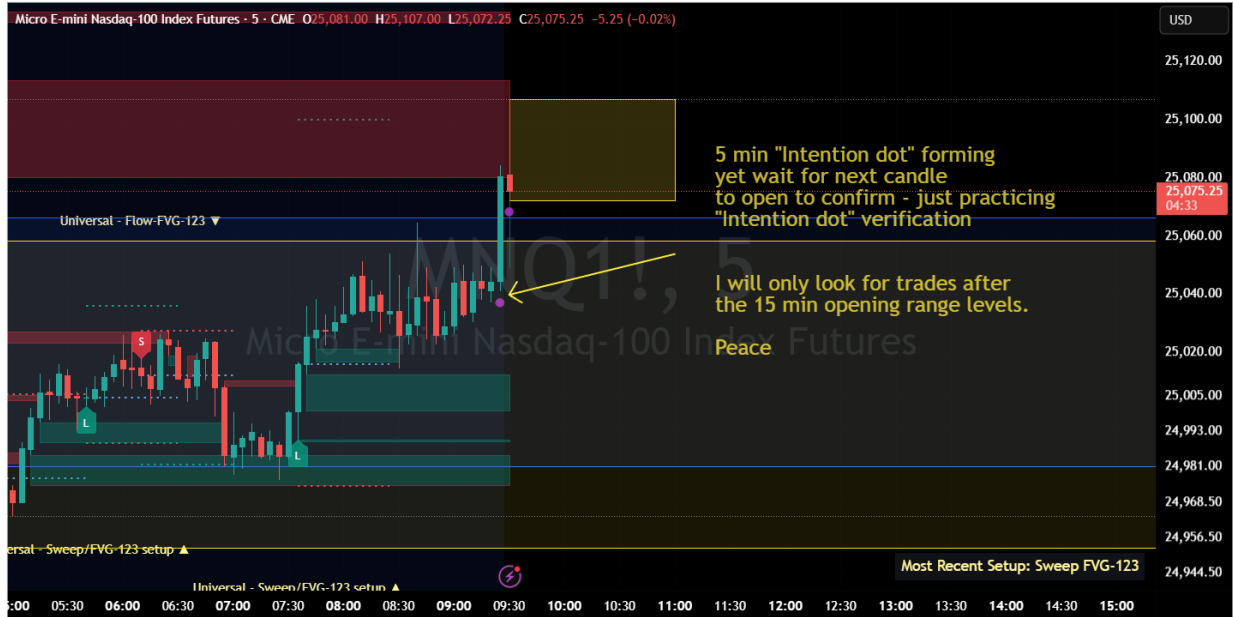 Micro E-mini Nasdaq-100 Index Futures · 5 · CME O25,081.00 H25,107.00 L25,072.25 C25,075.25 −5.25 (−0.02%)
USD
25,120.00
25,100.00
25,080.00
25,075.25
04:33
25,060.00
25,040.00
25,020.00
25,005.00
24,993.00
24,981.00
24,968.50
24,956.50
24,944.50
5 min "Intention dot" forming
yet wait for next candle
to open to confirm - just practicing
"Intention dot" verification
I will only look for trades after
the 15 min opening range levels.
Peace
Universal - Flow-FVG-123 ▼
MNQ1!, 5
Micro E-mini Nasdaq-100 Index Futures
S
L
L
ersal - Sweep/FVG-123 setup ▲
Universal - Sweep/FVG-123 setup ▲
Most Recent Setup: Sweep FVG-123
5:00 05:30 06:00 06:30 07:00 07:30 08:00 08:30 09:00 09:30 10:00 10:30 11:00 11:30 12:00 12:30 13:00 13:30 14:00 14:30 15:00